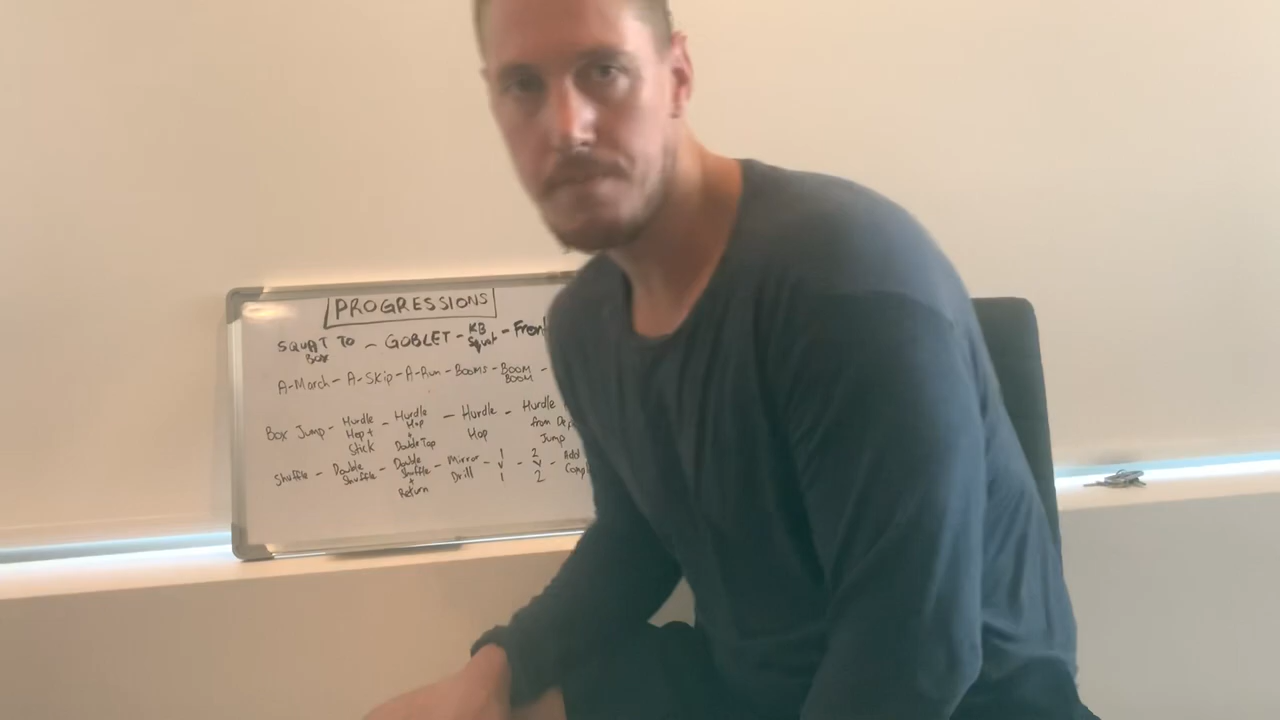 PROGRESSIONS
SQUAT TO BOX - GOBLET - KB Squat - Front
A-March - A-Skip - A-Run - Booms - BOOM BOOM -
Box Jump - Hurdle Hop + Stick - Hurdle Hop + Double Tap - Hurdle Hop - Hurdle from Jump
Shuffle - Double Shuffle - Double Shuffle + Return - Mirror Drill - 1 v 1 - 2 v 2 - Add